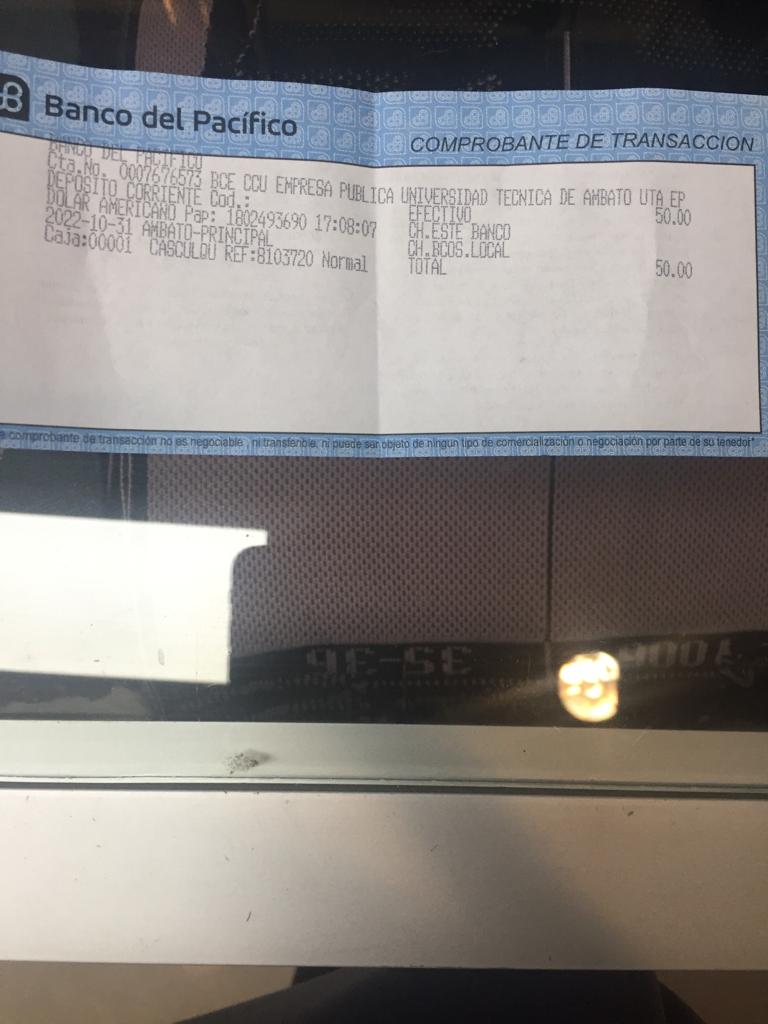 Banco del Pacífico
COMPROBANTE DE TRANSACCION
BANCO DEL PACIFICO
Cta.No. 0007676573 BCE CCU EMPRESA PUBLICA UNIVERSIDAD TECNICA DE AMBATO UTA EP
DEPOSITO CORRIENTE Cod.:
DOLAR AMERICANO Pap: 1802493690 17:08:07
2022-10-31 AMBATO-PRINCIPAL
Caja:00001 CASCULOU REF:8103720 Normal
EFECTIVO 50.00
CH.ESTE BANCO
CH.BCOS.LOCAL
TOTAL 50.00
comprobante de transacción no es negociable, ni transferible, ni puede ser objeto de ningun tipo de comercialización o negociación por parte de su tenedor"